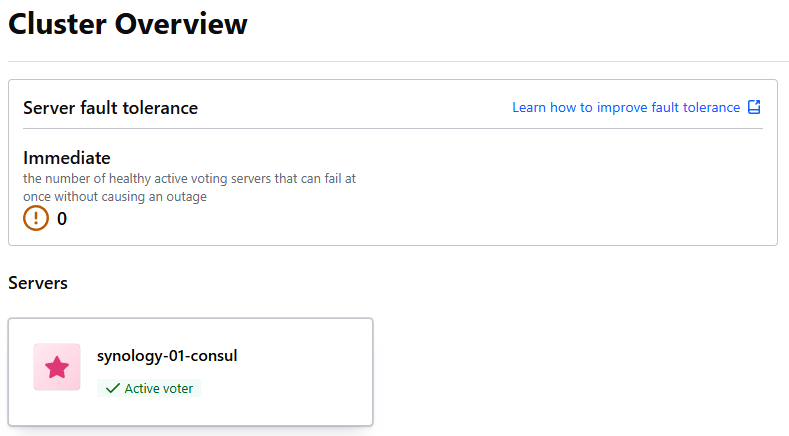 Cluster Overview
Server fault tolerance
Learn how to improve fault tolerance
Immediate
the number of healthy active voting servers that can fail at
once without causing an outage
0
Servers
synology-01-consul
Active voter